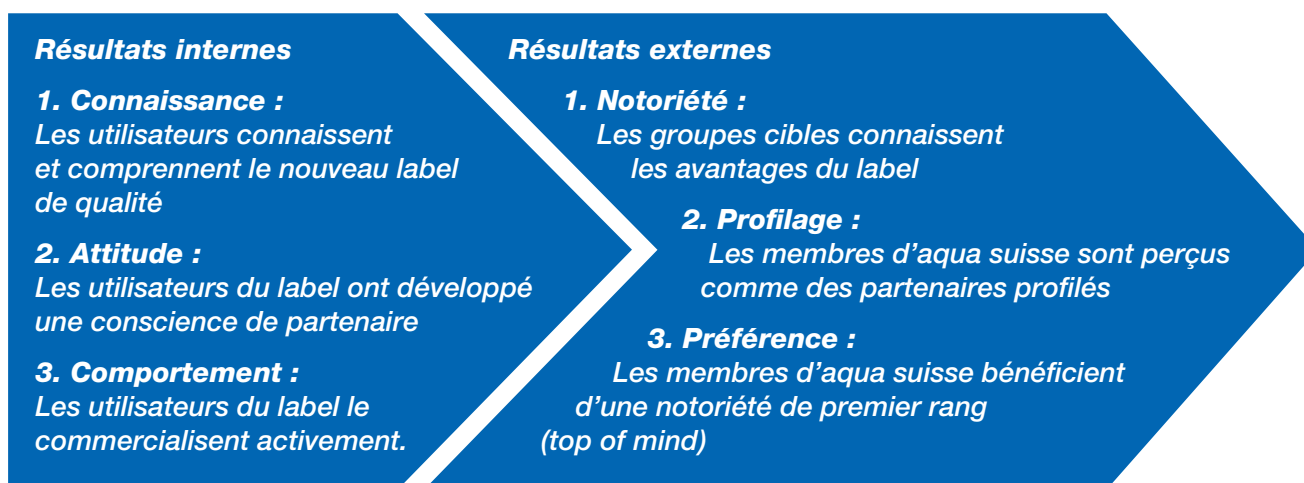 Résultats internes
1. Connaissance :
Les utilisateurs connaissent
et comprennent le nouveau label
de qualité
2. Attitude :
Les utilisateurs du label ont développé
une conscience de partenaire
3. Comportement :
Les utilisateurs du label le
commercialisent activement.
Résultats externes
1. Notoriété :
Les groupes cibles connaissent
les avantages du label
2. Profilage :
Les membres d’aqua suisse sont perçus
comme des partenaires profilés
3. Préférence :
Les membres d’aqua suisse bénéficient
d’une notoriété de premier rang
(top of mind)